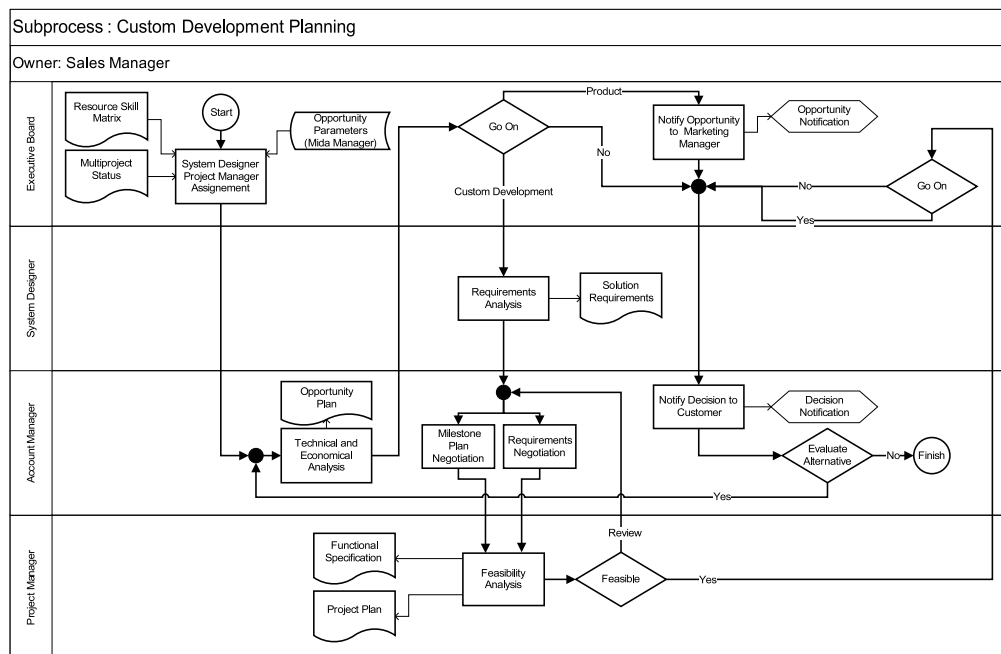 Subprocess : Custom Development Planning
Owner: Sales Manager
Executive Board
Resource Skill
Matrix
Multiproject
Status
Start
System Designer
Project Manager
Assignement
Opportunity
Parameters
(Mida Manager)
Go On
Product
No
Custom Development
Notify Opportunity
to Marketing
Manager
Opportunity
Notification
No
Go On
Yes
System Designer
Requirements
Analysis
Solution
Requirements
Account Manager
Opportunity
Plan
Technical and
Economical
Analysis
Milestone
Plan
Negotiation
Requirements
Negotiation
Notify Decision to
Customer
Decision
Notification
Evaluate
Alternative
No
Finish
Yes
Project Manager
Functional
Specification
Project Plan
Feasibility
Analysis
Review
Feasible
Yes